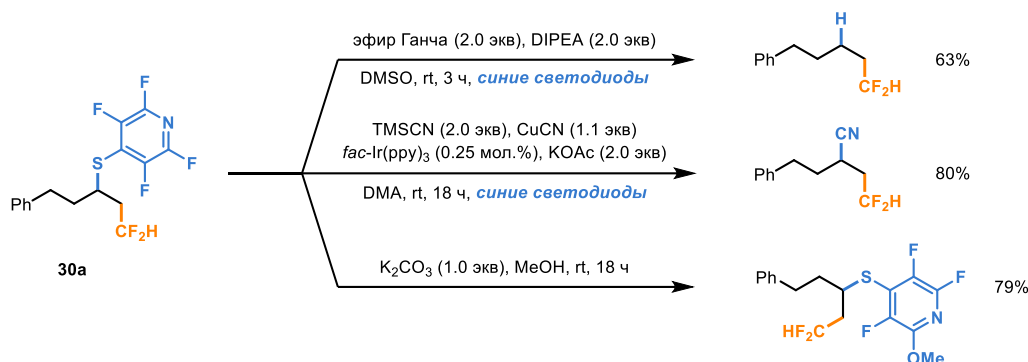 эфир Ганча (2.0 экв), DIPEA (2.0 экв)
DMSO, rt, 3 ч, синие светодиоды
H
Ph
CF₂H
63%
F
F
N
F
F
S
Ph
CF₂H
30a
TMSCN (2.0 экв), CuCN (1.1 экв)
fac-Ir(ppy)₃ (0.25 мол.%), KOAc (2.0 экв)
DMA, rt, 18 ч, синие светодиоды
CN
Ph
CF₂H
80%
K₂CO₃ (1.0 экв), MeOH, rt, 18 ч
Ph
S
F
F
HF₂C
F
N
OMe
79%